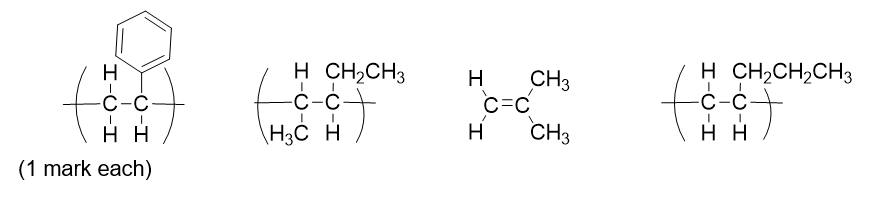 H H CH₂CH₃ H CH₃ H CH₂CH₂CH₃
C C C C C=C C C
H H H₃C H H CH₃ H H
(1 mark each)